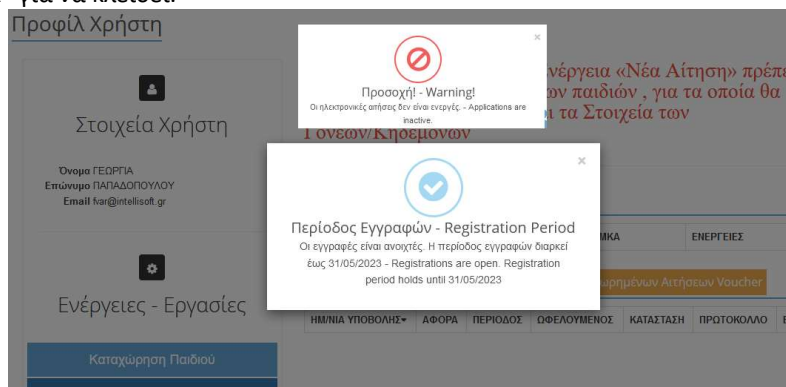 για να κλείσει.
Προφίλ Χρήστη
Στοιχεία Χρήστη
Όνομα ΓΕΩΡΓΙΑ
Επώνυμο ΠΑΠΑΔΟΠΟΥΛΟΥ
Email fvar@intellisoft.gr
Ενέργειες - Εργασίες
Καταχώρηση Παιδιού
×
Προσοχή! - Warning!
Οι ηλεκτρονικές αιτήσεις δεν είναι ενεργές. - Applications are
inactive.
ενέργεια «Νέα Αίτηση» πρέπε
ων παιδιών , για τα οποία θα
ι τα Στοιχεία των
Γονέων/Κηδεμόνων
×
Περίοδος Εγγραφών - Registration Period
Οι εγγραφές είναι ανοιχτές. Η περίοδος εγγραφών διαρκεί
έως 31/05/2023 - Registrations are open. Registration
period holds until 31/05/2023
ΜΚΑ ΕΝΕΡΓΕΙΕΣ
ωρημένων Αιτήσεων Voucher
ΗΜ/ΝΙΑ ΥΠΟΒΟΛΗΣ ΑΦΟΡΑ ΠΕΡΙΟΔΟΣ ΩΦΕΛΟΥΜΕΝΟΣ ΚΑΤΑΣΤΑΣΗ ΠΡΩΤΟΚΟΛΛΟ